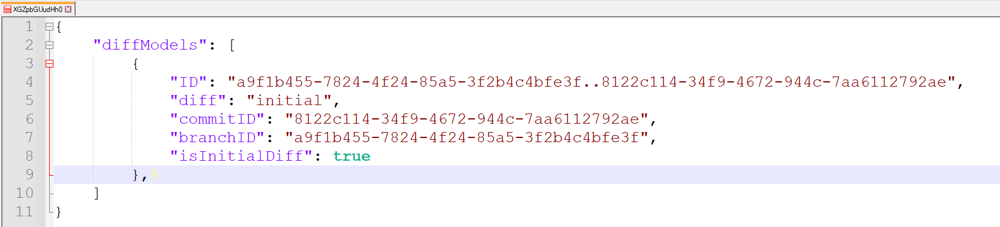 XGZpbGUudHh0
1 {
2 "diffModels": [
3 {
4 "ID": "a9f1b455-7824-4f24-85a5-3f2b4c4bfe3f..8122c114-34f9-4672-944c-7aa6112792ae",
5 "diff": "initial",
6 "commitID": "8122c114-34f9-4672-944c-7aa6112792ae",
7 "branchID": "a9f1b455-7824-4f24-85a5-3f2b4c4bfe3f",
8 "isInitialDiff": true
9 },A
10 ]
11 }